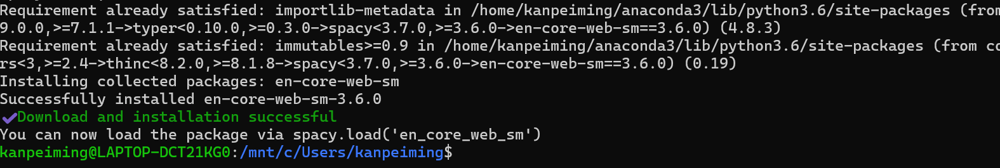 Requirement already satisfied: importlib-metadata in /home/kanpeiming/anaconda3/lib/python3.6/site-packages (from
9.0.0,>=7.1.1->typer<0.10.0,>=0.3.0->spacy<3.7.0,>=3.6.0->en-core-web-sm==3.6.0) (4.8.3)
Requirement already satisfied: immutables>=0.9 in /home/kanpeiming/anaconda3/lib/python3.6/site-packages (from co
rs<3,>=2.4->thinc<8.2.0,>=8.1.8->spacy<3.7.0,>=3.6.0->en-core-web-sm==3.6.0) (0.19)
Installing collected packages: en-core-web-sm
Successfully installed en-core-web-sm-3.6.0
✔Download and installation successful
You can now load the package via spacy.load('en_core_web_sm')
kanpeiming@LAPTOP-DCT21KG0:/mnt/c/Users/kanpeiming$